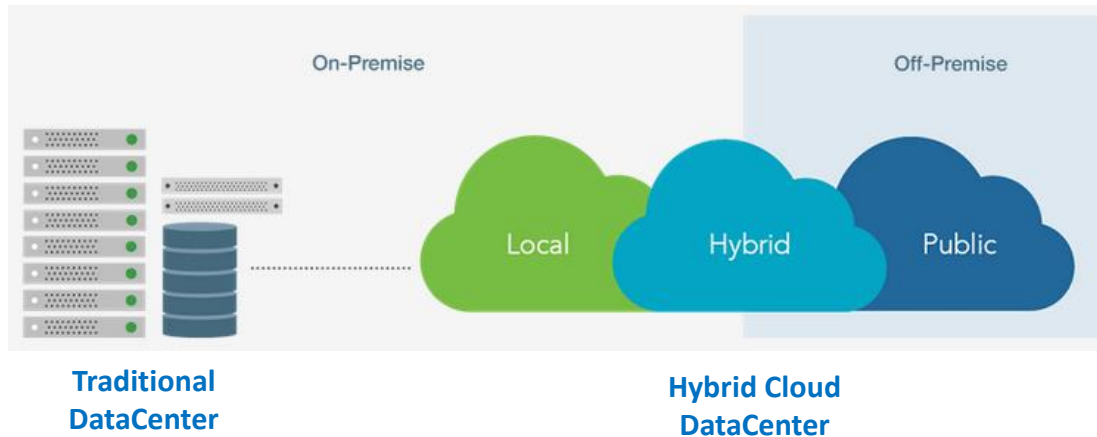 On-Premise
Off-Premise
Local
Hybrid
Public
Traditional
DataCenter
Hybrid Cloud
DataCenter